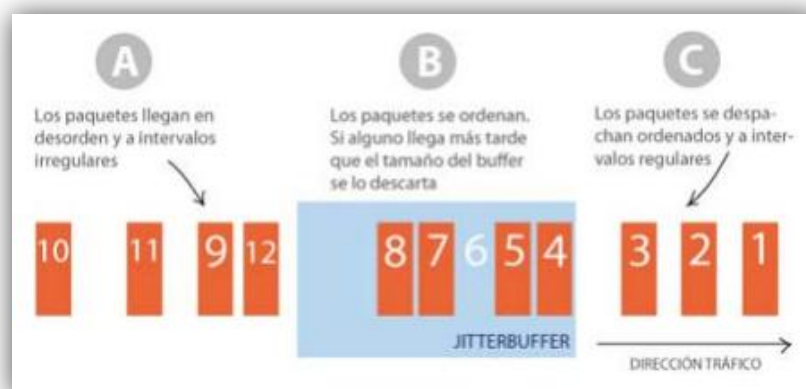 A
B
C
Los paquetes llegan en
desorden y a intervalos
irregulares
Los paquetes se ordenan.
Si alguno llega más tarde
que el tamaño del buffer
se lo descarta
Los paquetes se despa-
chan ordenados y a inter-
valos regulares
10 11 9 12
8 7 6 5 4
3 2 1
JITTERBUFFER
DIRECCIÓN TRÁFICO